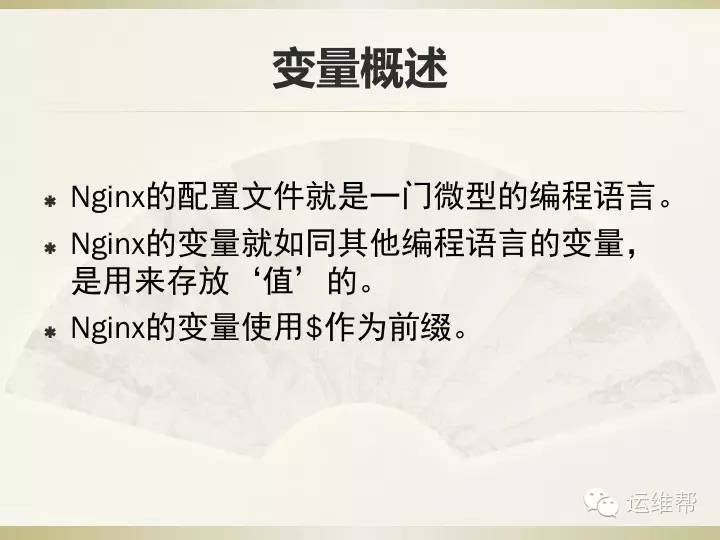 变量概述
Nginx的配置文件就是一门微型的编程语言。
Nginx的变量就如同其他编程语言的变量，
是用来存放‘值’的。
Nginx的变量使用$作为前缀。
运维帮